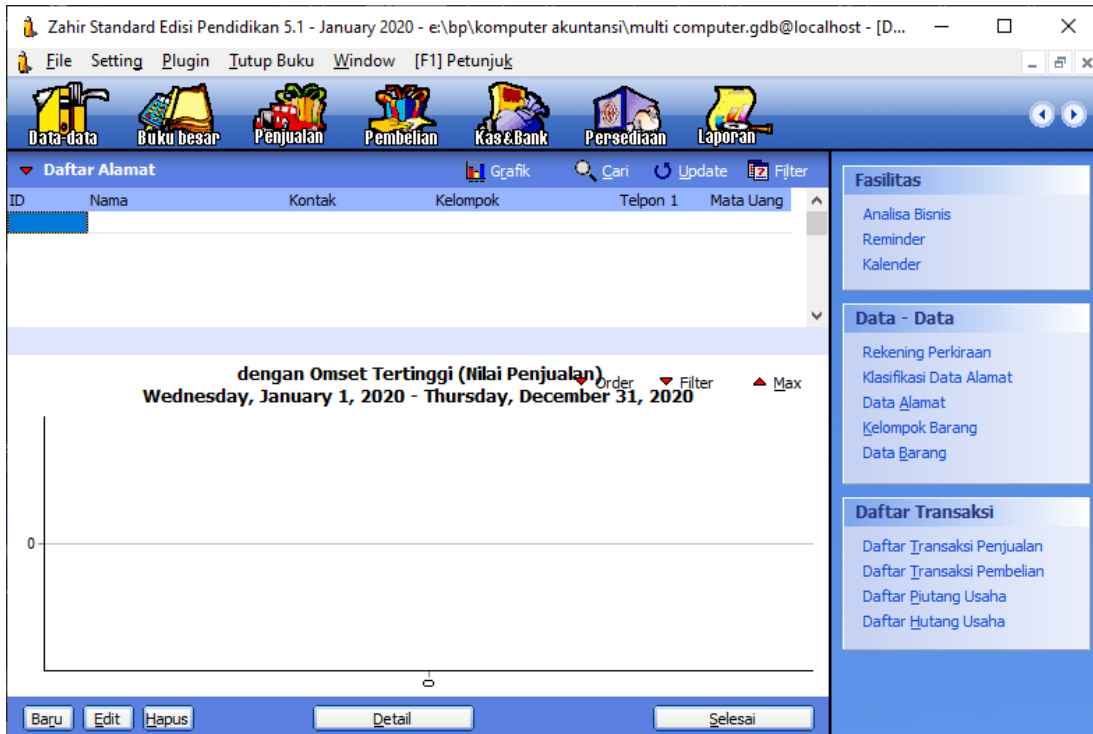 Zahir Standard Edisi Pendidikan 5.1 - January 2020 - e:\bp\komputer akuntansi\multi computer.gdb@localhost - [D...
File Setting Plugin Tutup Buku Window [F1] Petunjuk
Data-data Buku besar Penjualan Pembelian Kas&Bank Persediaan Laporan
Daftar Alamat Grafik Cari Update Filter
ID Nama Kontak Kelompok Telpon 1 Mata Uang
dengan Omset Tertinggi (Nilai Penjualan)
Order Filter Max
Wednesday, January 1, 2020 - Thursday, December 31, 2020
0
0
Baru Edit Hapus Detail Selesai
Fasilitas
Analisa Bisnis
Reminder
Kalender
Data - Data
Rekening Perkiraan
Klasifikasi Data Alamat
Data Alamat
Kelompok Barang
Data Barang
Daftar Transaksi
Daftar Transaksi Penjualan
Daftar Transaksi Pembelian
Daftar Piutang Usaha
Daftar Hutang Usaha